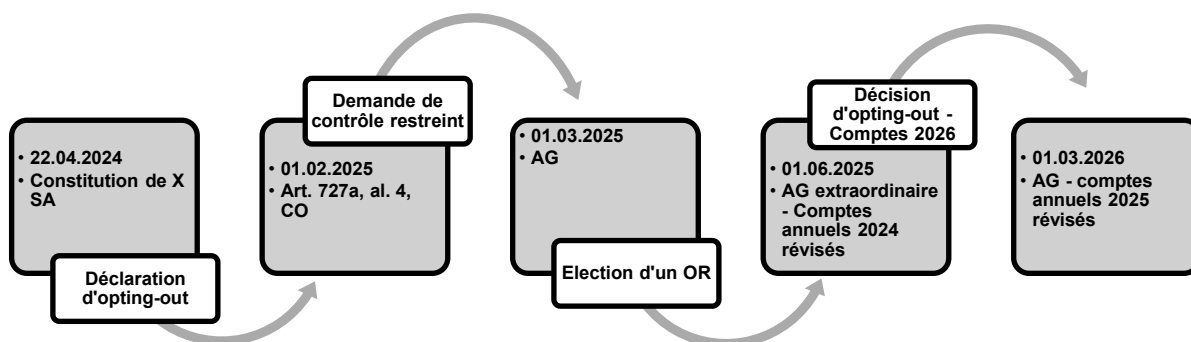 • 22.04.2024
• Constitution de X
SA
Déclaration
d'opting-out
Demande de
contrôle restreint
• 01.02.2025
• Art. 727a, al. 4,
CO
• 01.03.2025
• AG
Election d'un OR
Décision
d'opting-out -
Comptes 2026
• 01.06.2025
• AG extraordinaire
- Comptes
annuels 2024
révisés
• 01.03.2026
• AG - comptes
annuels 2025
révisés